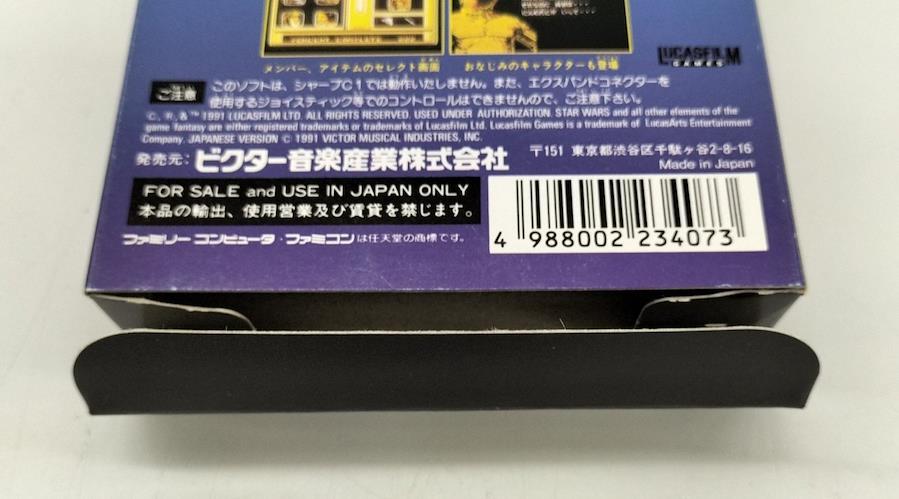 メンバー、アイテムのセレクト画面
おなじみのキャラクターも登場
LUCASFILM
GAMES
ご注意
このソフトは、シャープC1では動作いたしません。また、エクスパンドコネクターを
使用するジョイスティック等でのコントロールはできませんので、ご注意下さい。
©, ®, & ™ 1991 LUCASFILM LTD. ALL RIGHTS RESERVED. USED UNDER AUTHORIZATION. STAR WARS and all other elements of the
game fantasy are either registered trademarks or trademarks of Lucasfilm Ltd. Lucasfilm Games is a trademark of LucasArts Entertainment
Company. JAPANESE VERSION © 1991 VICTOR MUSICAL INDUSTRIES, INC.
発売元:ビクター音楽産業株式会社
〒151 東京都渋谷区千駄ヶ谷2-8-16
Made in Japan
FOR SALE and USE IN JAPAN ONLY
本品の輸出、使用営業及び賃貸を禁じます。
ファミリーコンピュータ・ファミコンは任天堂の商標です。
4 988002 234073